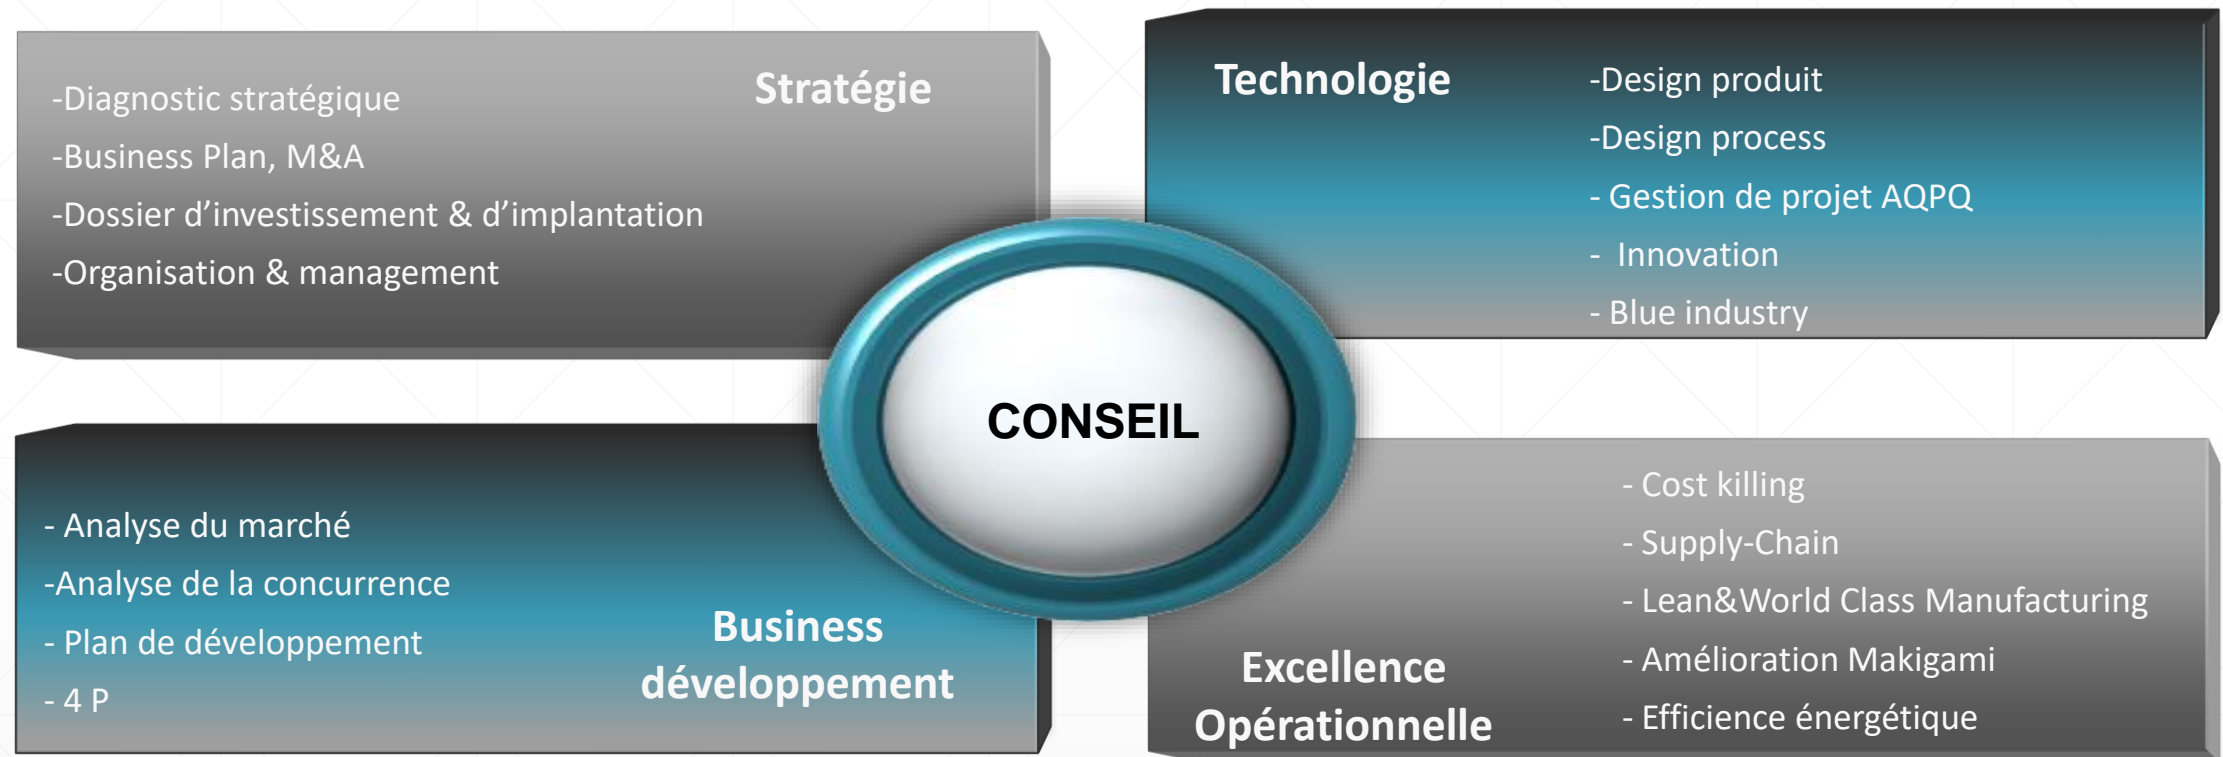 Stratégie
-Diagnostic stratégique
-Business Plan, M&A
-Dossier d’investissement & d’implantation
-Organisation & management
Technologie
-Design produit
-Design process
- Gestion de projet AQPQ
- Innovation
- Blue industry
CONSEIL
- Analyse du marché
-Analyse de la concurrence
- Plan de développement
- 4 P
Business
développement
Excellence
Opérationnelle
- Cost killing
- Supply-Chain
- Lean&World Class Manufacturing
- Amélioration Makigami
- Efficience énergétique